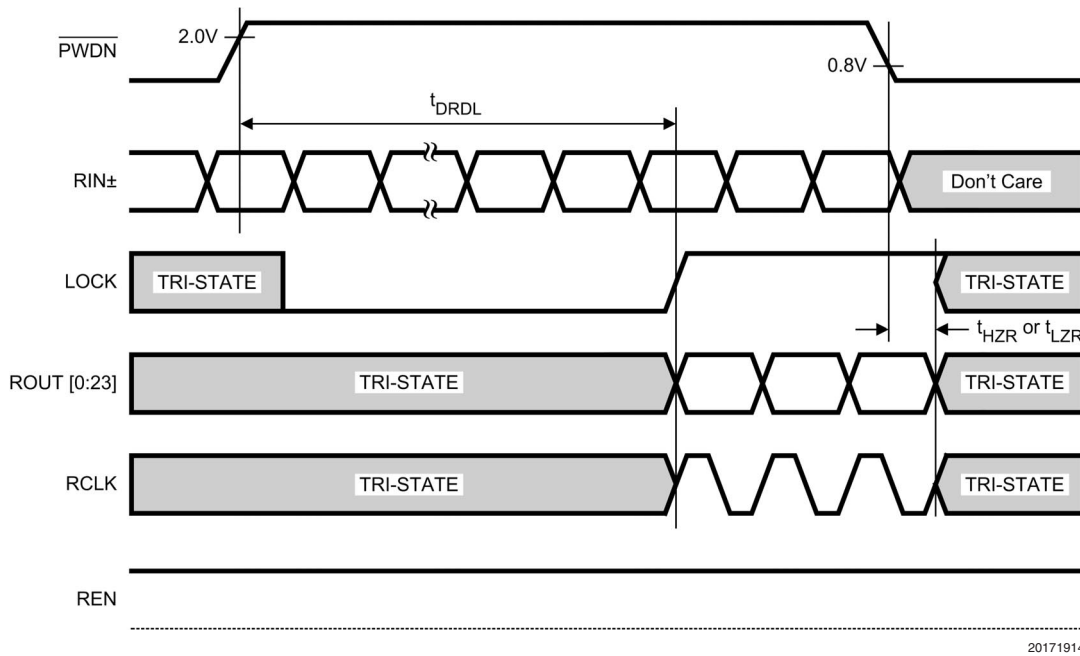 PWDN
2.0V
0.8V
tDRDL
RIN±
Don't Care
LOCK
TRI-STATE
TRI-STATE
tHZR or tLZR
ROUT [0:23]
TRI-STATE
TRI-STATE
RCLK
TRI-STATE
TRI-STATE
REN
20171914